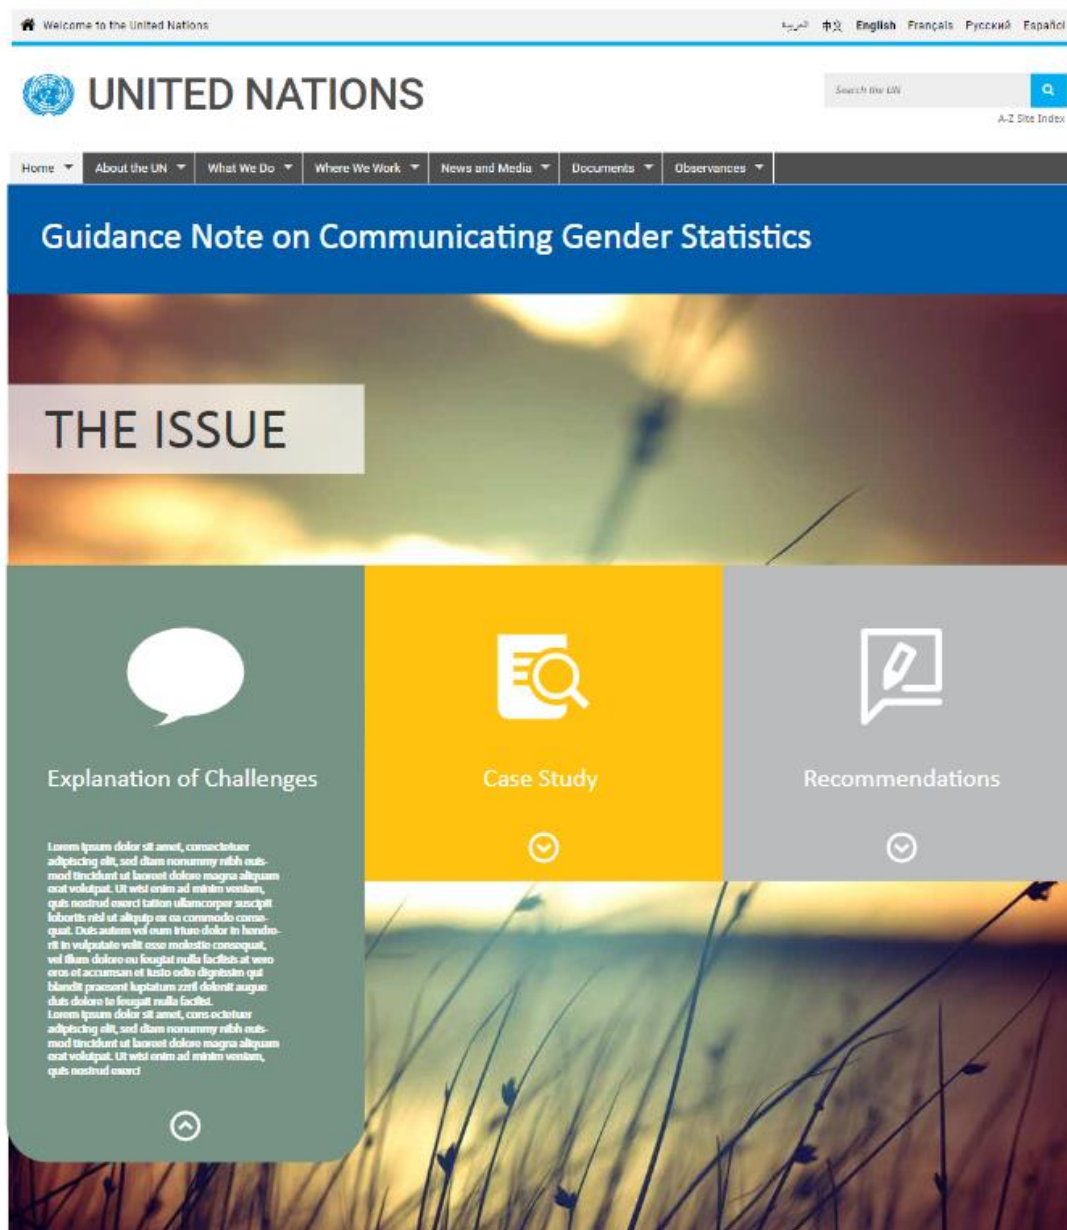 Welcome to the United Nations
العربية 中文 English Français Русский Español
UNITED NATIONS
Search the UN
A-Z Site Index
Home About the UN What We Do Where We Work News and Media Documents Observances
Guidance Note on Communicating Gender Statistics
THE ISSUE
Explanation of Challenges
Lorem ipsum dolor sit amet, consectetuer
adipiscing elit, sed diam nonummy nibh euis-
mod tincidunt ut laoreet dolore magna aliquam
erat volutpat. Ut wisi enim ad minim veniam,
quis nostrud exerci tation ullamcorper suscipit
lobortis nisl ut aliquip ex ea commodo conse-
quat. Duis autem vel eum iriure dolor in hendre-
rit in vulputate velit esse molestie consequat,
vel illum dolore eu feugiat nulla facilisis at vero
eros et accumsan et iusto odio dignissim qui
blandit praesent luptatum zzril delenit augue
duis dolore te feugait nulla facilisi.
Lorem ipsum dolor sit amet, cons ectetuer
adipiscing elit, sed diam nonummy nibh euis-
mod tincidunt ut laoreet dolore magna aliquam
erat volutpat. Ut wisi enim ad minim veniam,
quis nostrud exerci
Case Study
Recommendations